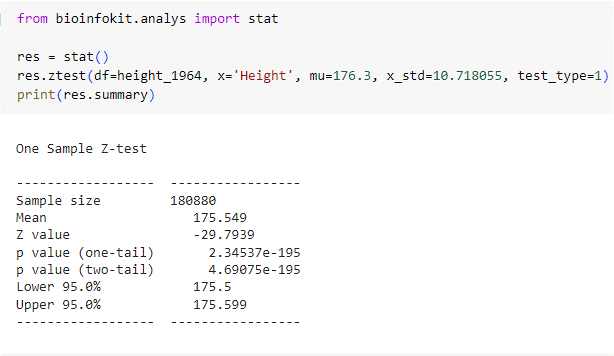 from bioinfokit.analys import stat
res = stat()
res.ztest(df=height_1964, x='Height', mu=176.3, x_std=10.718055, test_type=1)
print(res.summary)
One Sample Z-test
------------------ -----------------
Sample size 180880
Mean 175.549
Z value -29.7939
p value (one-tail) 2.34537e-195
p value (two-tail) 4.69075e-195
Lower 95.0% 175.5
Upper 95.0% 175.599
------------------ -----------------